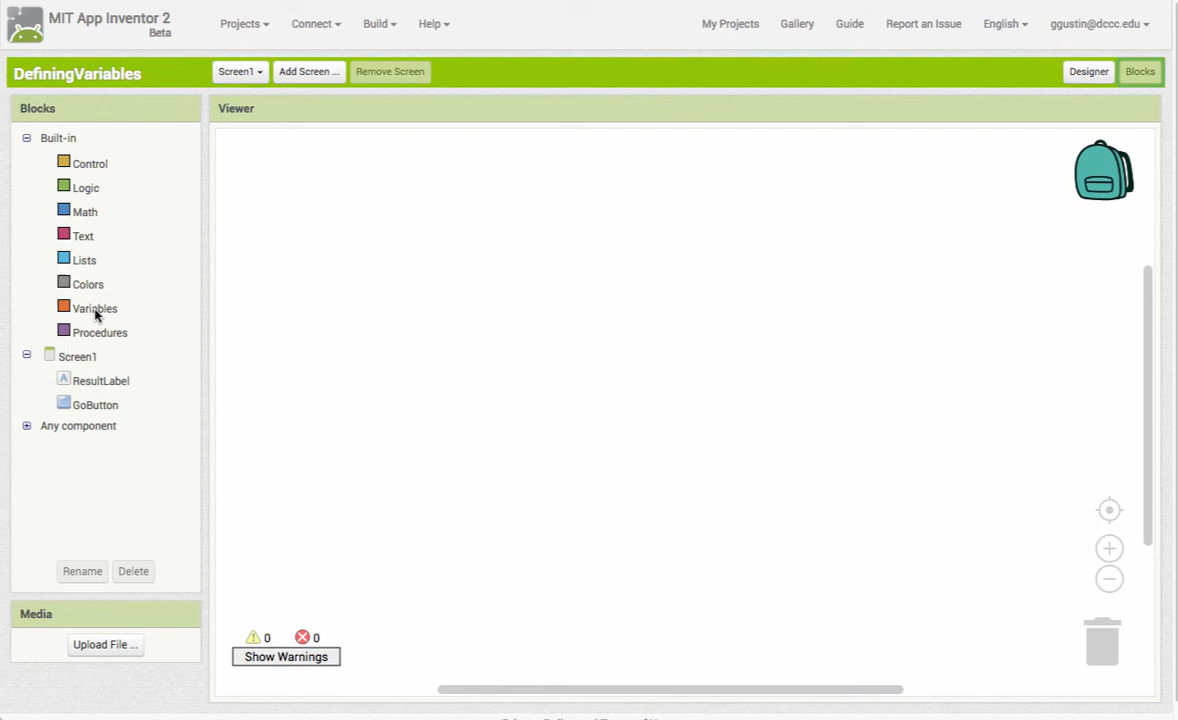 MIT App Inventor 2
Beta
Projects Connect Build Help My Projects Gallery Guide Report an Issue English ggustin@dccc.edu
DefiningVariables Screen1 Add Screen ... Remove Screen Designer Blocks
Blocks
Viewer
Built-in
Control
Logic
Math
Text
Lists
Colors
Variables
Procedures
Screen1
A ResultLabel
GoButton
Any component
Rename Delete
Media
Upload File ...
0 0
Show Warnings